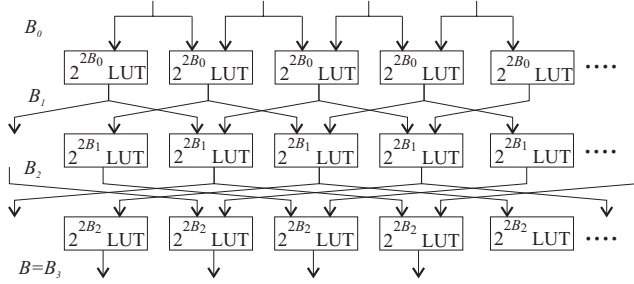 B₀
2^{2B₀} LUT 2^{2B₀} LUT 2^{2B₀} LUT 2^{2B₀} LUT 2^{2B₀} LUT ....
B₁
2^{2B₁} LUT 2^{2B₁} LUT 2^{2B₁} LUT 2^{2B₁} LUT 2^{2B₁} LUT ....
B₂
2^{2B₂} LUT 2^{2B₂} LUT 2^{2B₂} LUT 2^{2B₂} LUT 2^{2B₂} LUT ....
B=B₃